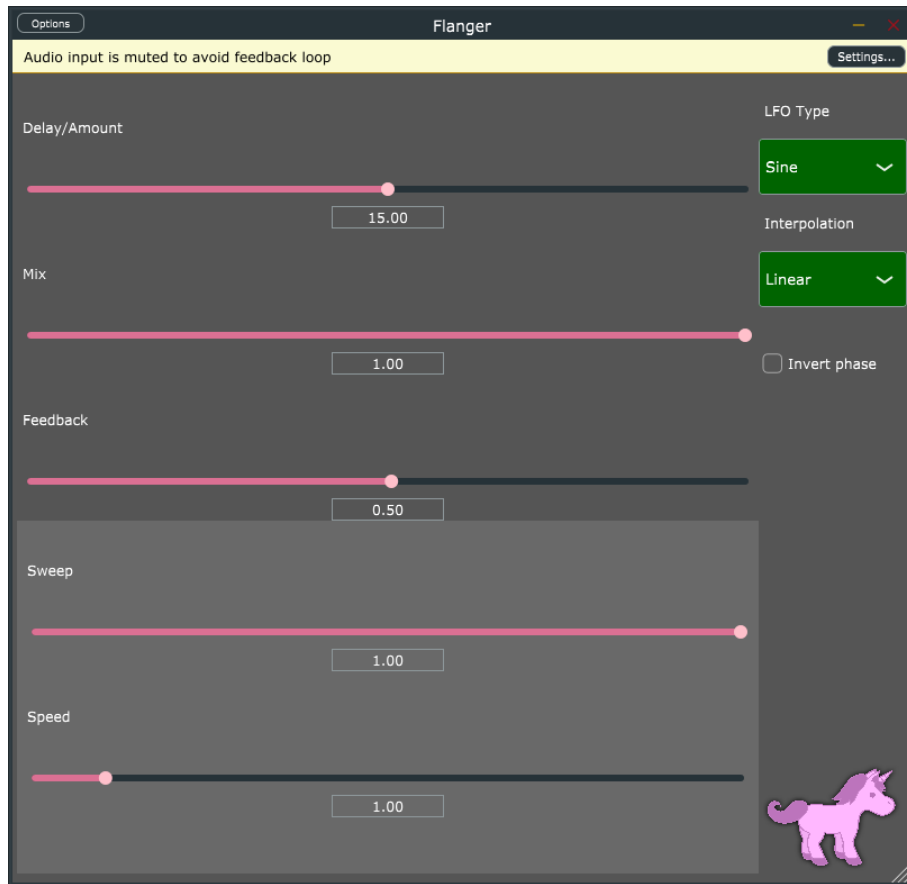 Options
Flanger
Audio input is muted to avoid feedback loop
Settings...
Delay/Amount
15.00
Mix
1.00
Feedback
0.50
Sweep
1.00
Speed
1.00
LFO Type
Sine
Interpolation
Linear
Invert phase